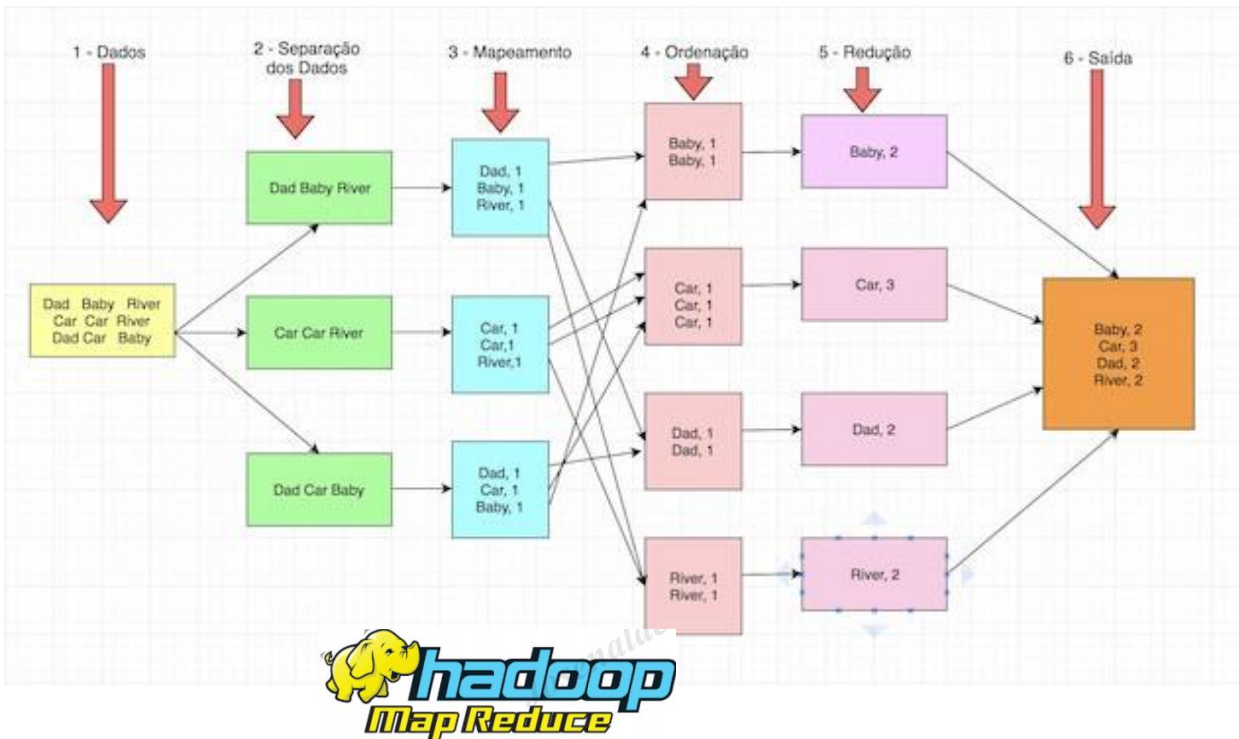 1 - Dados
2 - Separação
dos Dados
3 - Mapeamento
4 - Ordenação
5 - Redução
6 - Saída
Dad Baby River
Car Car River
Dad Car Baby
Dad Baby River
Car Car River
Dad Car Baby
Dad, 1
Baby, 1
River, 1
Car, 1
Car,1
River,1
Dad, 1
Car, 1
Baby, 1
Baby, 1
Baby, 1
Car, 1
Car, 1
Car, 1
Dad, 1
Dad, 1
River, 1
River, 1
Baby, 2
Car, 3
Dad, 2
River, 2
Baby, 2
Car, 3
Dad, 2
River, 2
hadoop
Map Reduce